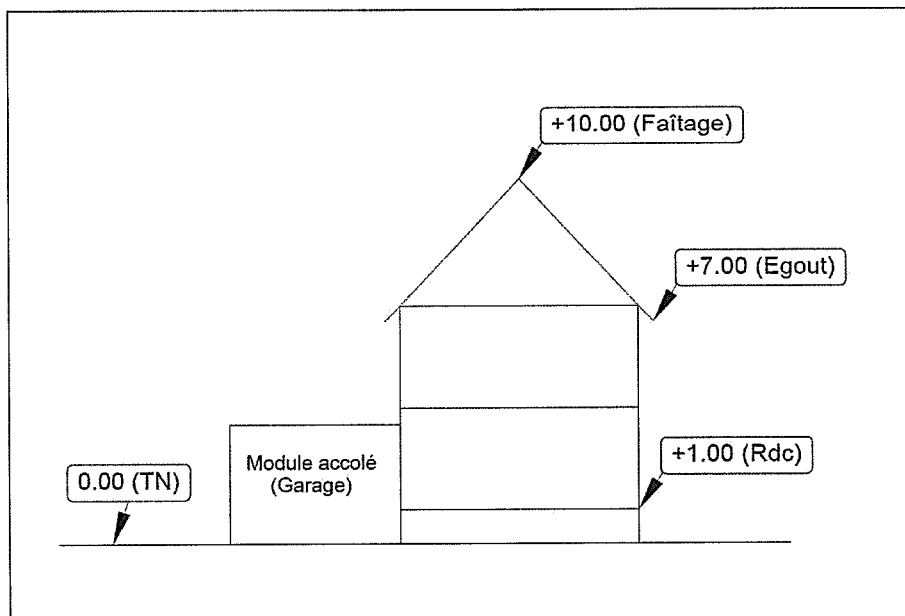 +10.00 (Faîtage)
+7.00 (Egout)
Module accolé
(Garage)
+1.00 (Rdc)
0.00 (TN)